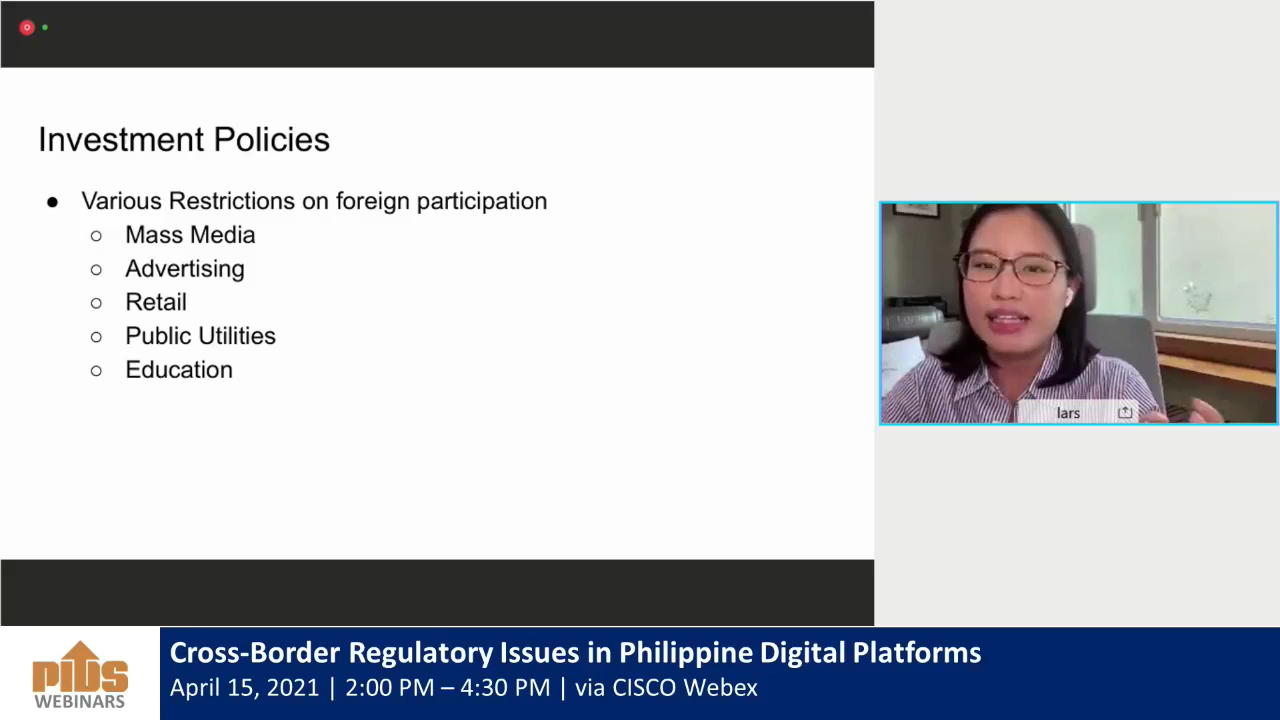 Investment Policies
● Various Restrictions on foreign participation
○ Mass Media
○ Advertising
○ Retail
○ Public Utilities
○ Education
lars
PIDS
WEBINARS
Cross-Border Regulatory Issues in Philippine Digital Platforms
April 15, 2021 | 2:00 PM – 4:30 PM | via CISCO Webex